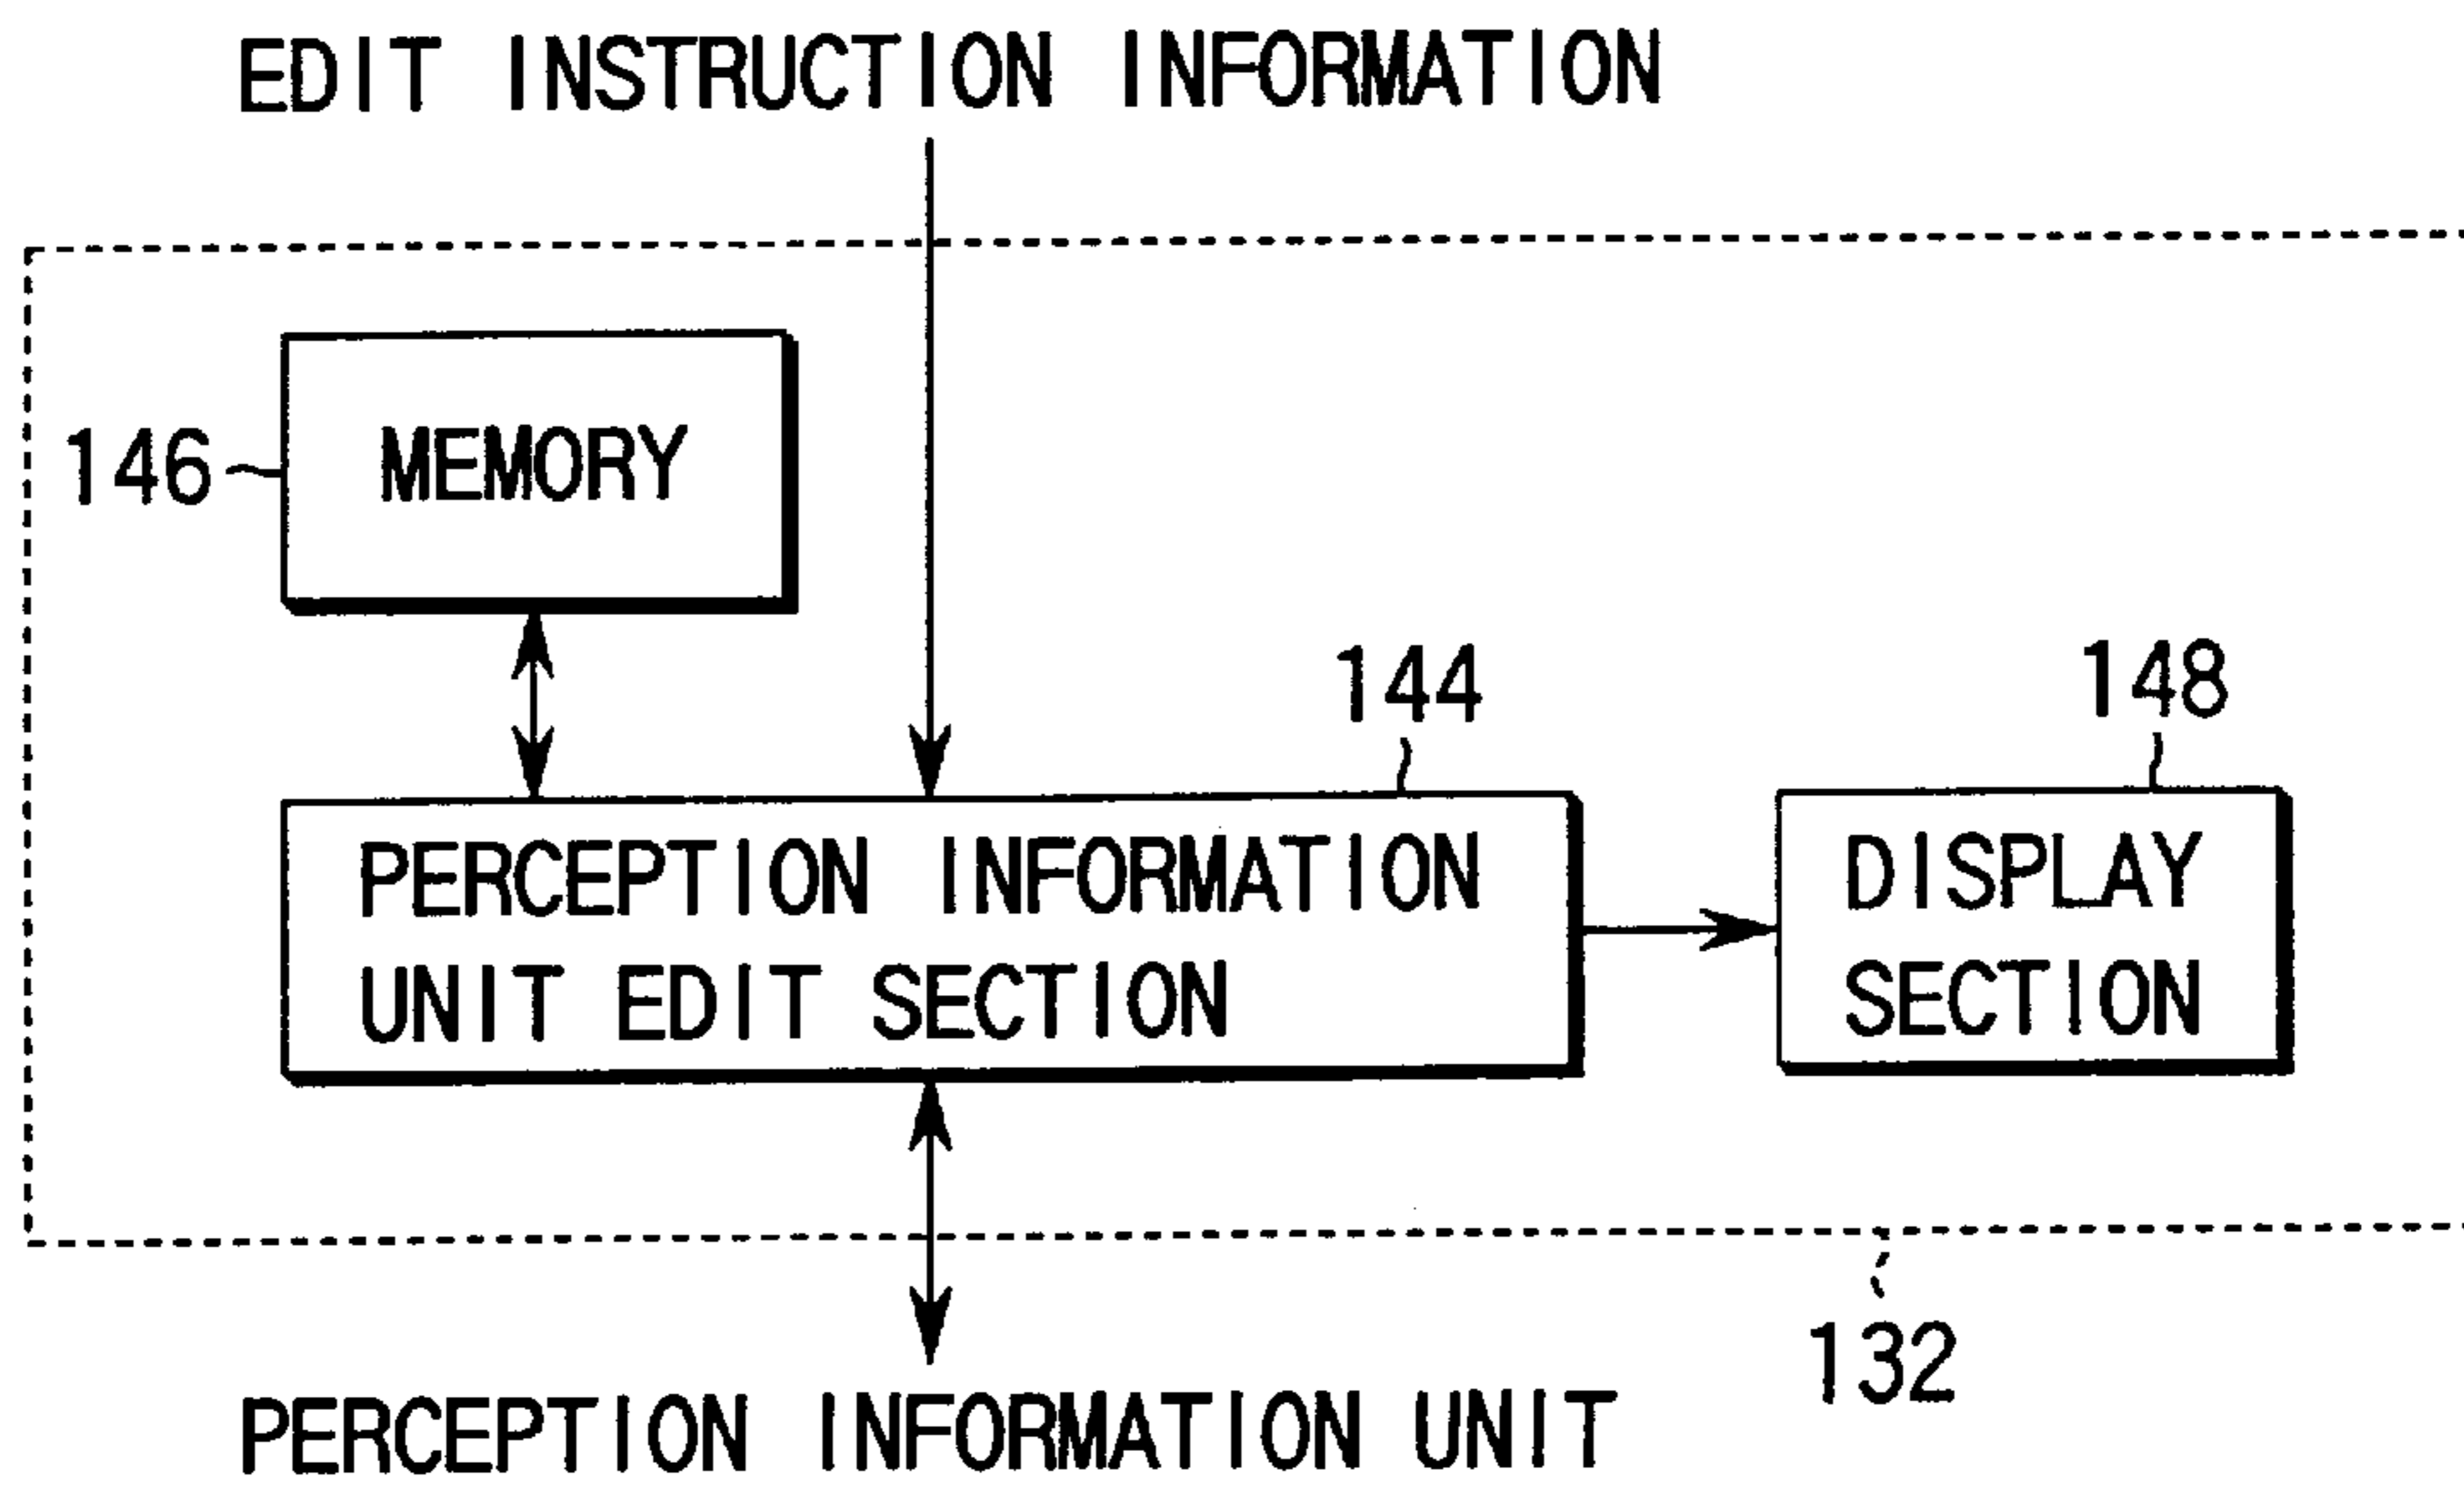 EDIT INSTRUCTION INFORMATION
146
MEMORY
144
148
PERCEPTION INFORMATION
UNIT EDIT SECTION
DISPLAY
SECTION
132
PERCEPTION INFORMATION UNIT